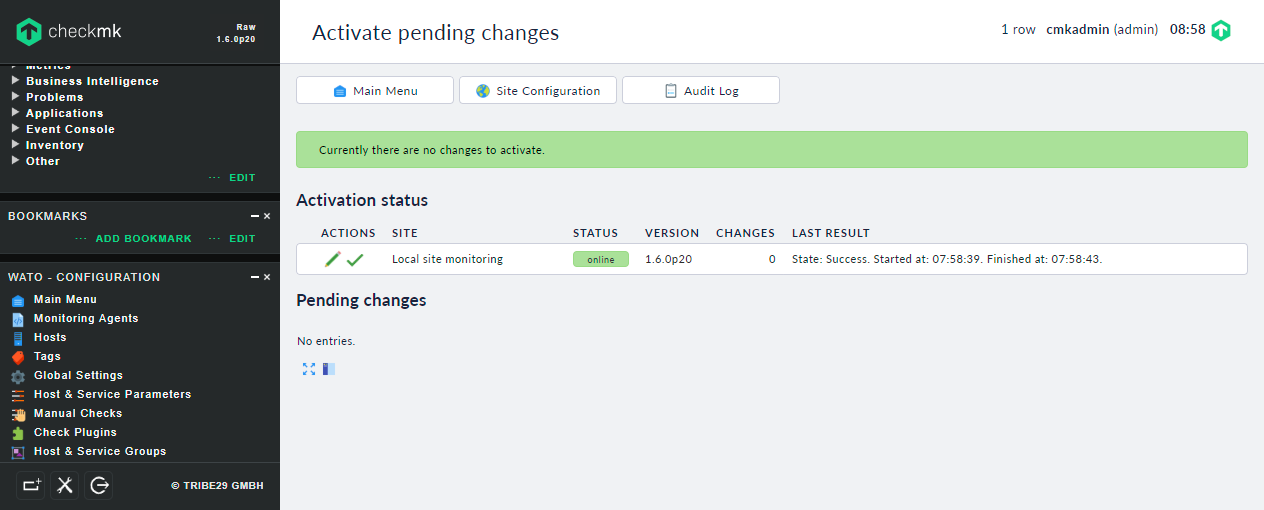 checkmk
Raw
1.6.0p20
Metrics
Business Intelligence
Problems
Applications
Event Console
Inventory
Other
··· EDIT
BOOKMARKS
··· ADD BOOKMARK ··· EDIT
WATO - CONFIGURATION
Main Menu
Monitoring Agents
Hosts
Tags
Global Settings
Host & Service Parameters
Manual Checks
Check Plugins
Host & Service Groups
© TRIBE29 GMBH
Activate pending changes
1 row cmkadmin (admin) 08:58
Main Menu Site Configuration Audit Log
Currently there are no changes to activate.
Activation status
ACTIONS SITE STATUS VERSION CHANGES LAST RESULT
Local site monitoring online 1.6.0p20 0 State: Success. Started at: 07:58:39. Finished at: 07:58:43.
Pending changes
No entries.